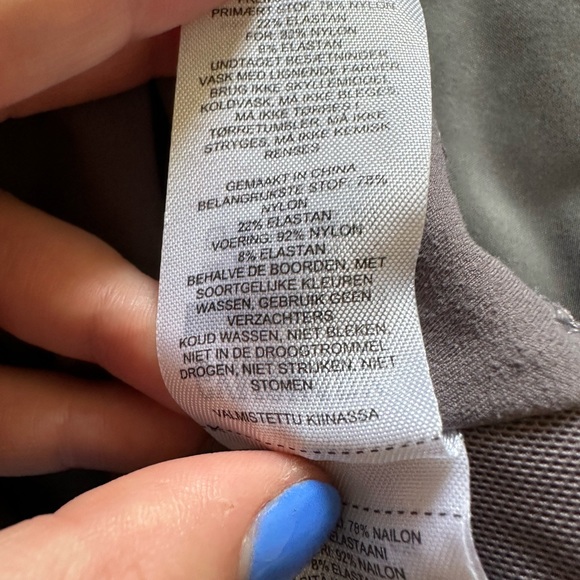 PRIMÆRT STOF: 78% NYLON
22% ELASTAN
FOR: 92% NYLON
8% ELASTAN
UNDTAGET BESÆTNINGER
VASK MED LIGNENDE FARVER,
BRUG IKKE SKYLLEMIDDEL
KOLDVASK, MÅ IKKE BLEGES,
MÅ IKKE TØRRES I
TØRRETUMBLER, MÅ IKKE
STRYGES, MÅ IKKE KEMISK
RENSES
GEMAAKT IN CHINA
BELANGRIJKSTE STOF: 78%
NYLON
22% ELASTAN
VOERING: 92% NYLON
8% ELASTAN
BEHALVE DE BOORDEN, MET
SOORTGELIJKE KLEUREN
WASSEN, GEBRUIK GEEN
VERZACHTERS
KOUD WASSEN, NIET BLEKEN,
NIET IN DE DROOGTROMMEL
DROGEN, NIET STRIJKEN, NIET
STOMEN
VALMISTETTU KIINASSA
78% NAILON
ELASTAANI
92% NAILON
8% ELASTAANI